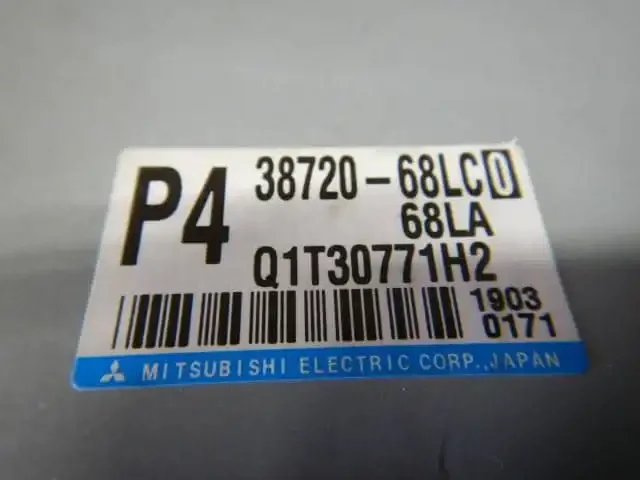 P4
38720-68LC0
68LA
Q1T30771H2
1903
0171
MITSUBISHI ELECTRIC CORP.,JAPAN